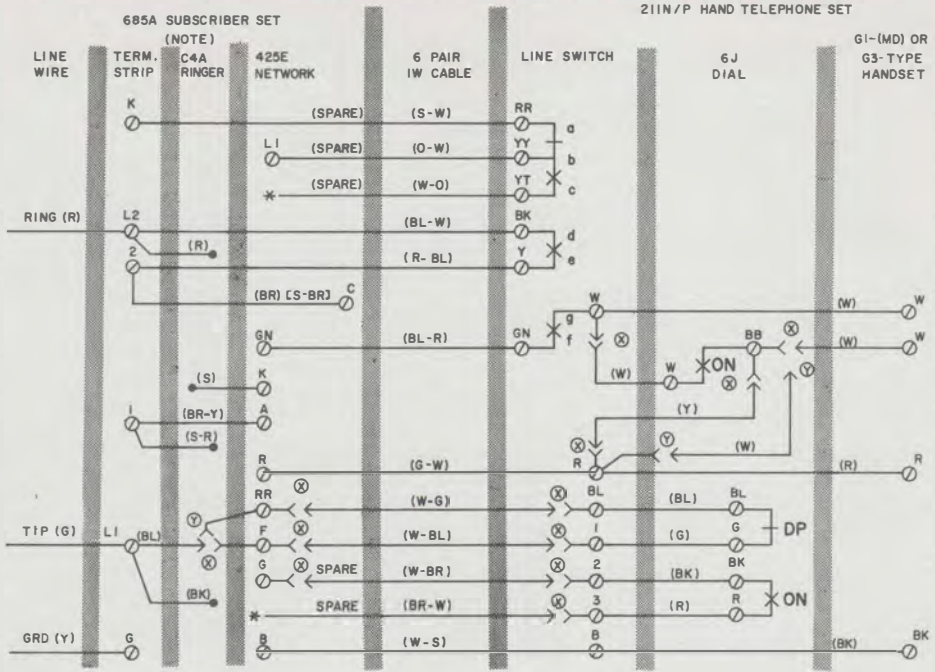 685A SUBSCRIBER SET
(NOTE)
211N/P HAND TELEPHONE SET
LINE WIRE
TERM. STRIP
C4A RINGER
425E NETWORK
6 PAIR IW CABLE
LINE SWITCH
6J DIAL
G1-(MD) OR G3-TYPE HANDSET
K (SPARE) (S-W) RR a
L1 (SPARE) (O-W) YY b
* (SPARE) (W-O) YT c
RING (R) L2 (BL-W) BK d
(R)
2 (R-BL) Y e
(BR) [S-BR] C
W (W) W
g
GN (BL-R) GN f X BB X (W) W
(W) W ON X Y
(S) K
I (BR-Y) A (Y)
(S-R) X Y (W)
R (G-W) R (R) R
RR X (W-G) X BL (BL) BL
Y
TIP (G) L1 (BL) F X (W-BL) X 1 (G) G DP
X
G X SPARE (W-BR) X 2 (BK) BK
(BK) ON
* SPARE (BR-W) X 3 (R) R
GRD (Y) G B (W-S) B (BK) BK